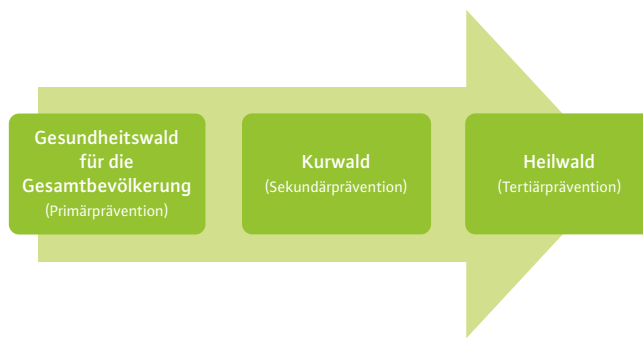 Gesundheitswald
für die
Gesamtbevölkerung
(Primärprävention)
Kurwald
(Sekundärprävention)
Heilwald
(Tertiärprävention)